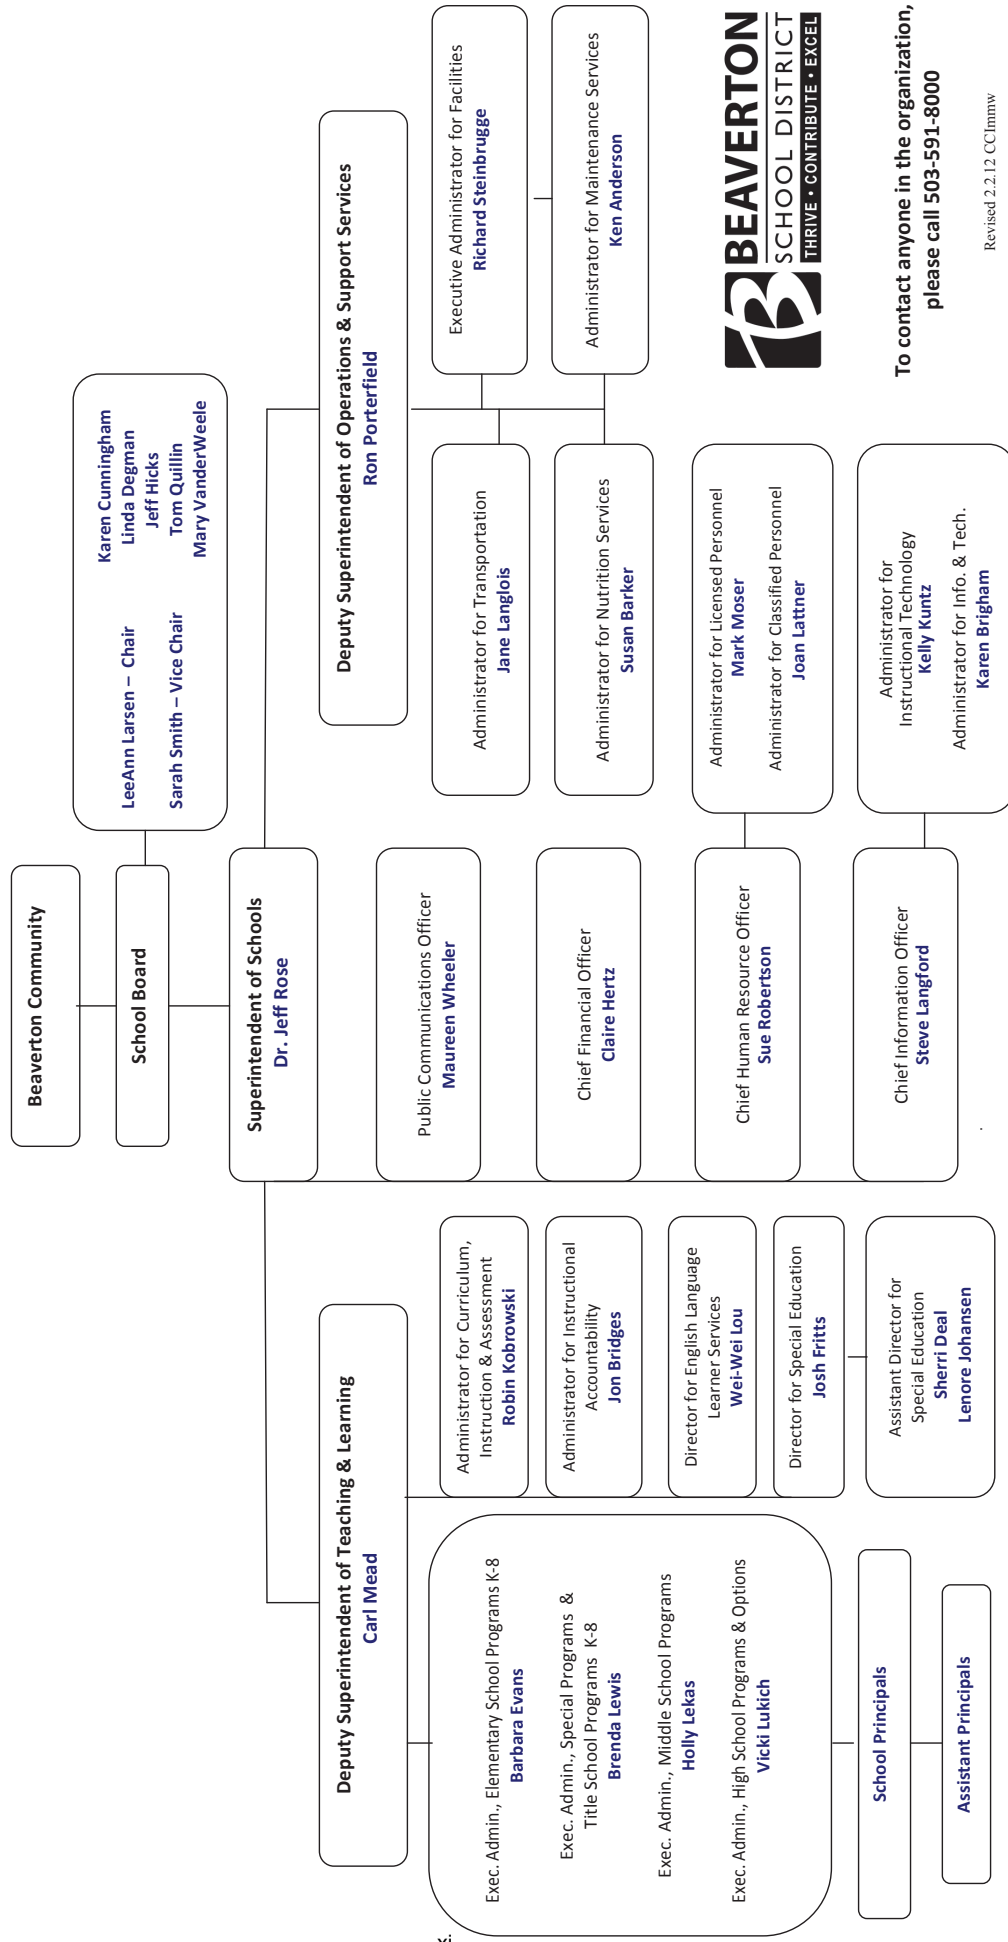 Beaverton Community
School Board
LeeAnn Larsen – Chair
Sarah Smith – Vice Chair
Karen Cunningham
Linda Degman
Jeff Hicks
Tom Quillin
Mary VanderWeele
Superintendent of Schools
Dr. Jeff Rose
Deputy Superintendent of Teaching & Learning
Carl Mead
Exec. Admin., Elementary School Programs K-8
Barbara Evans
Exec. Admin., Special Programs &
Title School Programs K-8
Brenda Lewis
Exec. Admin., Middle School Programs
Holly Lekas
Exec. Admin., High School Programs & Options
Vicki Lukich
School Principals
Assistant Principals
Administrator for Curriculum,
Instruction & Assessment
Robin Kobrowski
Administrator for Instructional
Accountability
Jon Bridges
Director for English Language
Learner Services
Wei-Wei Lou
Director for Special Education
Josh Fritts
Assistant Director for
Special Education
Sherri Deal
Lenore Johansen
Public Communications Officer
Maureen Wheeler
Chief Financial Officer
Claire Hertz
Chief Human Resource Officer
Sue Robertson
Chief Information Officer
Steve Langford
Deputy Superintendent of Operations & Support Services
Ron Porterfield
Administrator for Transportation
Jane Langlois
Administrator for Nutrition Services
Susan Barker
Executive Administrator for Facilities
Richard Steinbrugge
Administrator for Maintenance Services
Ken Anderson
Administrator for Licensed Personnel
Mark Moser
Administrator for Classified Personnel
Joan Lattner
Administrator for
Instructional Technology
Kelly Kuntz
Administrator for Info. & Tech.
Karen Brigham
B BEAVERTON
SCHOOL DISTRICT
THRIVE • CONTRIBUTE • EXCEL
To contact anyone in the organization,
please call 503-591-8000
Revised 2.2.12 CCImmw
xi